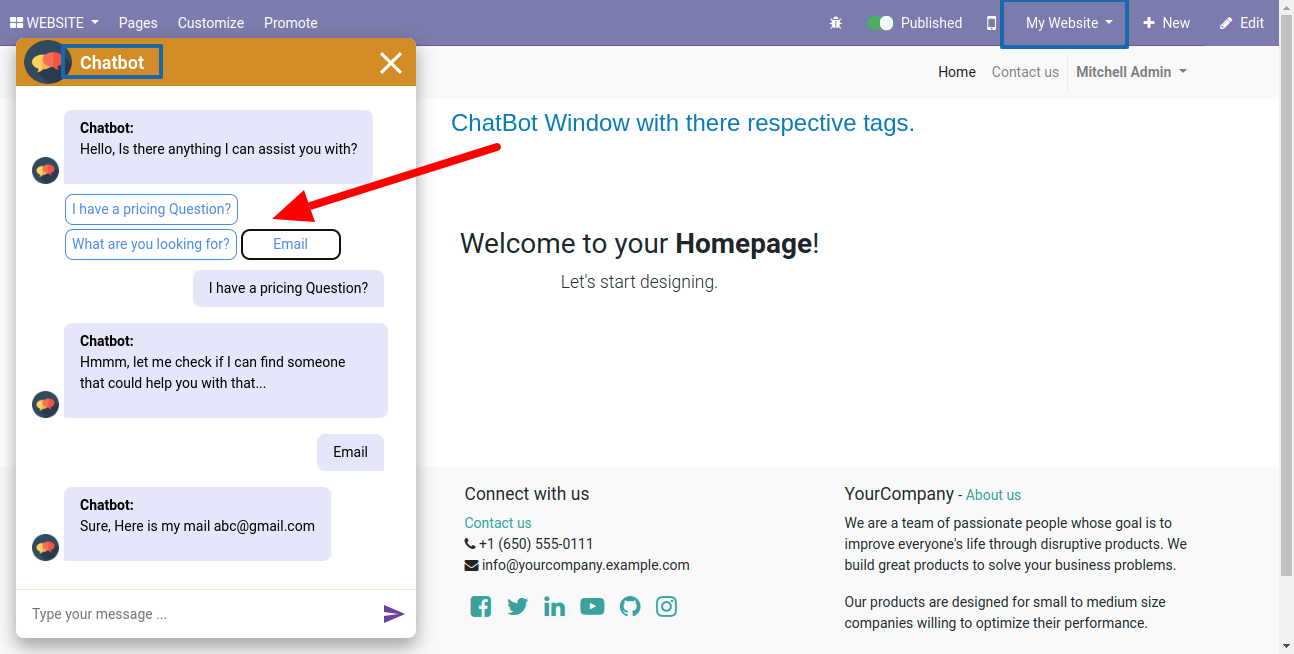 WEBSITE Pages Customize Promote Published My Website New Edit
Chatbot
Home Contact us Mitchell Admin
ChatBot Window with there respective tags.
Chatbot:
Hello, Is there anything I can assist you with?
I have a pricing Question?
What are you looking for? Email
I have a pricing Question?
Chatbot:
Hmmm, let me check if I can find someone
that could help you with that...
Email
Chatbot:
Sure, Here is my mail abc@gmail.com
Type your message ...
Welcome to your Homepage!
Let's start designing.
Connect with us
Contact us
+1 (650) 555-0111
info@yourcompany.example.com
YourCompany - About us
We are a team of passionate people whose goal is to
improve everyone's life through disruptive products. We
build great products to solve your business problems.
Our products are designed for small to medium size
companies willing to optimize their performance.